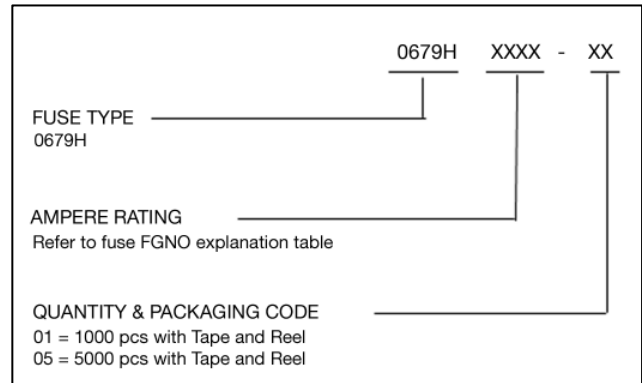 0679H XXXX - XX
FUSE TYPE
0679H
AMPERE RATING
Refer to fuse FGNO explanation table
QUANTITY & PACKAGING CODE
01 = 1000 pcs with Tape and Reel
05 = 5000 pcs with Tape and Reel